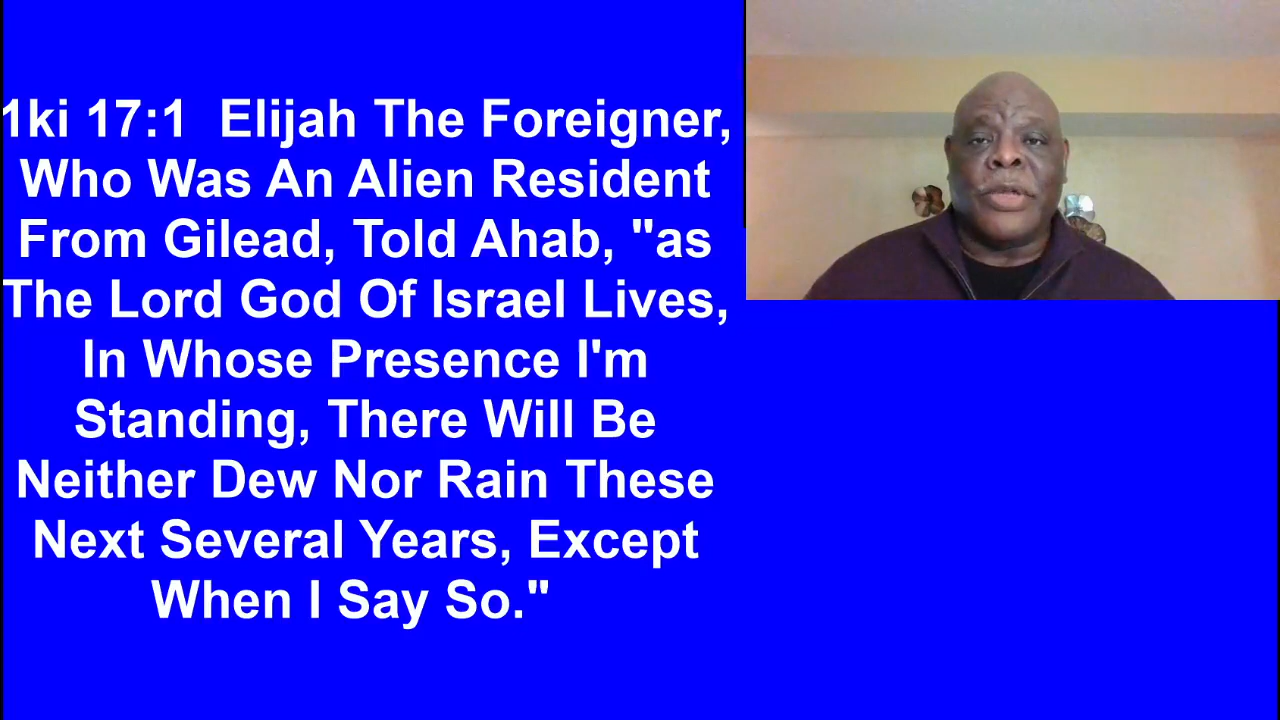 1ki 17:1  Elijah The Foreigner,
Who Was An Alien Resident
From Gilead, Told Ahab, "as
The Lord God Of Israel Lives,
In Whose Presence I'm
Standing, There Will Be
Neither Dew Nor Rain These
Next Several Years, Except
When I Say So."